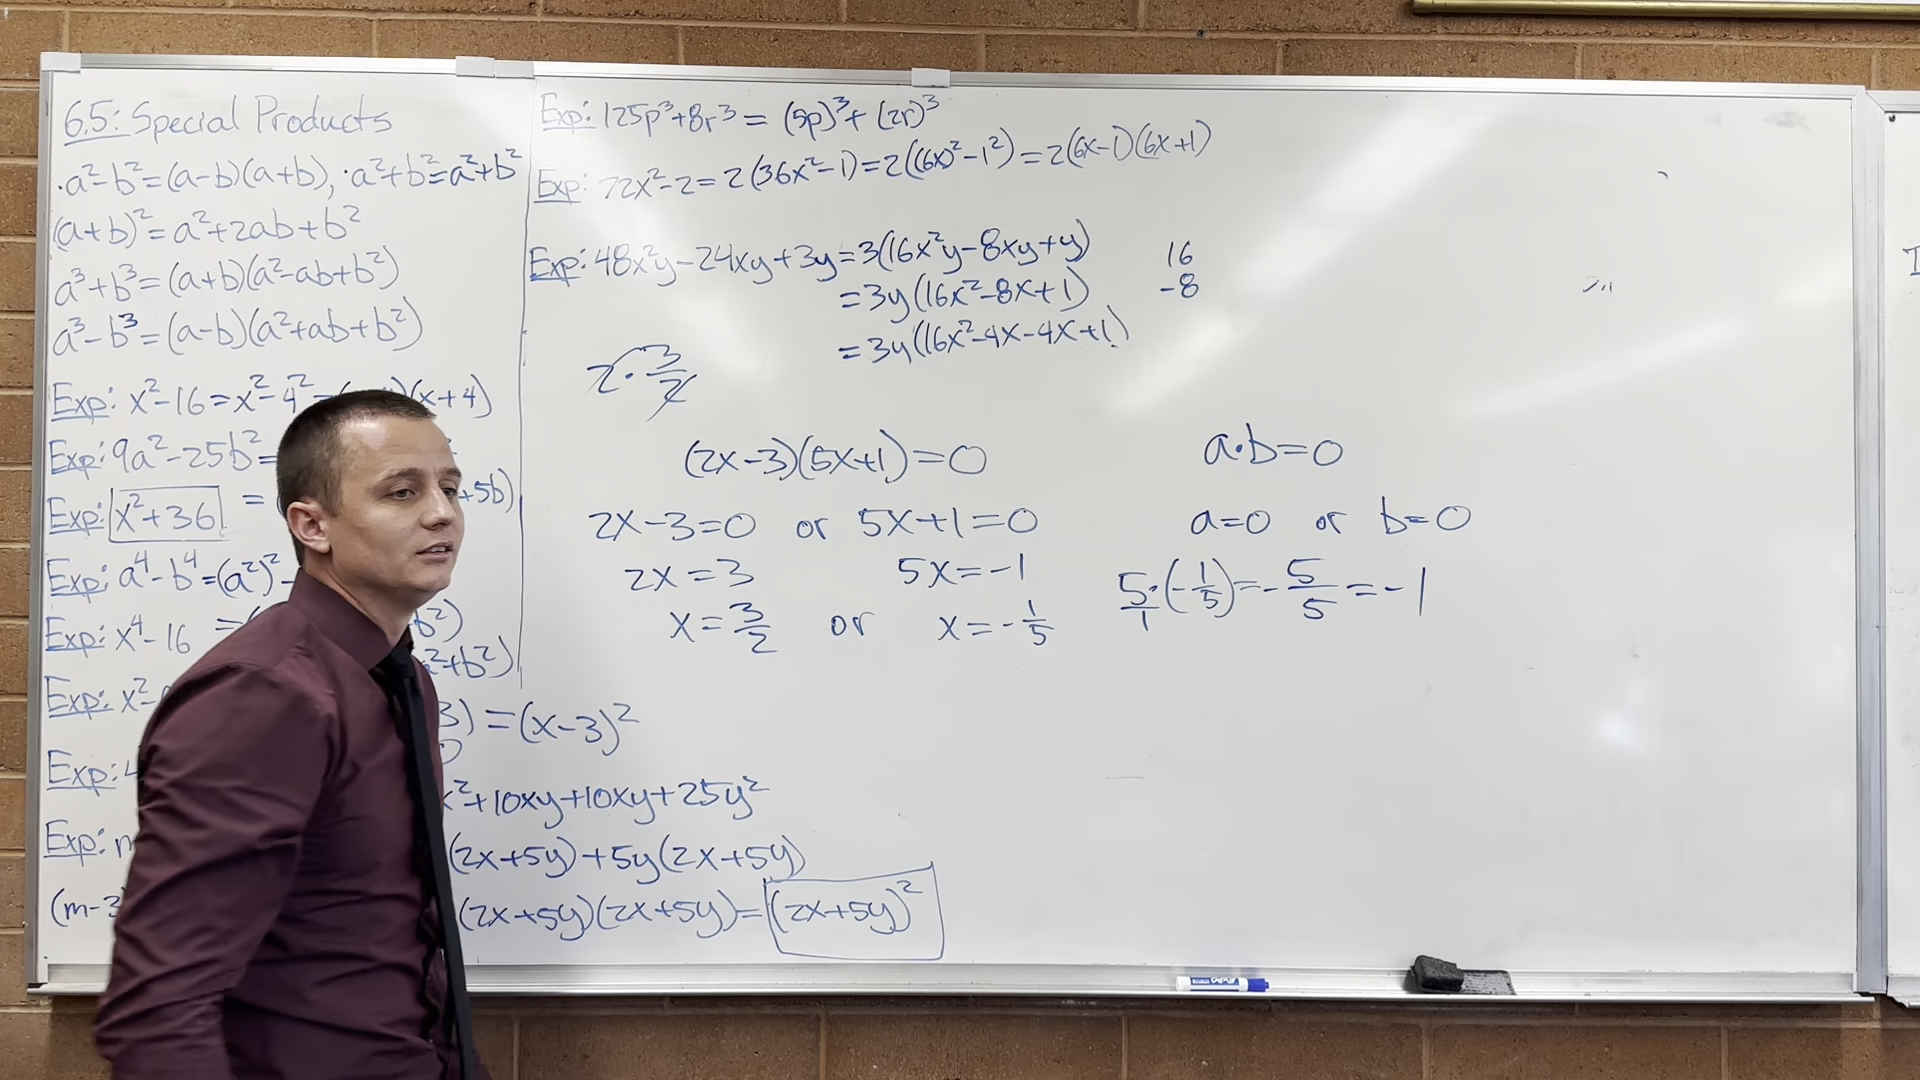 6.5: Special Products
·a²-b²=(a-b)(a+b), ·a²+b²=a²+b²
(a+b)²=a²+2ab+b²
a³+b³=(a+b)(a²-ab+b²)
a³-b³=(a-b)(a²+ab+b²)
Exp: x²-16=x²-4²= (x+4)
Exp: 9a²-25b²=
= +5b)
Exp: x²+36
Exp: a⁴-b⁴=(a²)²-
= b²)
Exp: x⁴-16
²+b²)
Exp: x²-
3)=(x-3)²
Exp: 4
x²+10xy+10xy+25y²
Exp: m
(2x+5y)+5y(2x+5y)
(m-3
(2x+5y)(2x+5y)=(2x+5y)²
Exp: 125p³+8r³=(5p)³+(2r)³
Exp: 72x²-2=2(36x²-1)=2((6x)²-1²)=2(6x-1)(6x+1)
Exp: 48x²y-24xy+3y=3(16x²y-8xy+y)
=3y(16x²-8x+1)
=3y(16x²-4x-4x+1)
16
-8
2·3/2
(2x-3)(5x+1)=0
2x-3=0 or 5x+1=0
2x=3 5x=-1
x=3/2 or x=-1/5
a·b=0
a=0 or b=0
5/1·(-1/5)=-5/5=-1